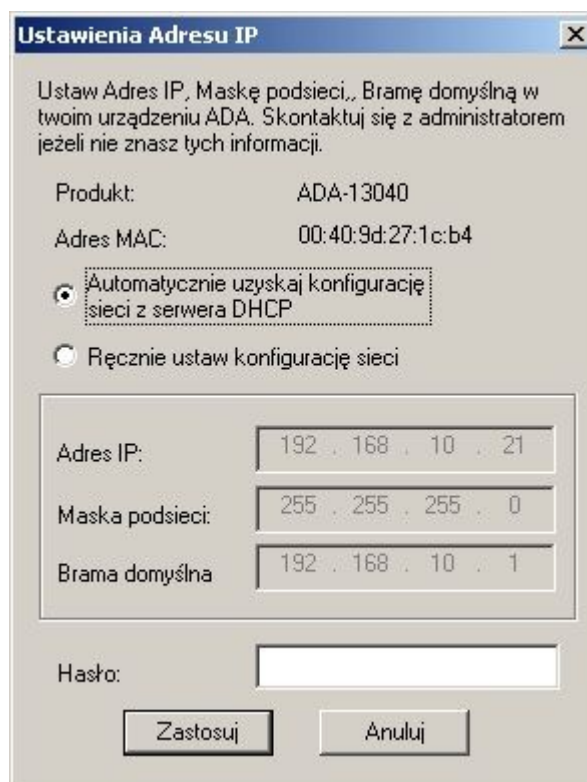 Ustawienia Adresu IP
Ustaw Adres IP, Maskę podsieci,, Bramę domyślną w
twoim urządzeniu ADA. Skontaktuj się z administratorem
jeżeli nie znasz tych informacji.
Produkt: ADA-13040
Adres MAC: 00:40:9d:27:1c:b4
Automatycznie uzyskaj konfigurację
sieci z serwera DHCP
Ręcznie ustaw konfigurację sieci
Adres IP: 192 . 168 . 10 . 21
Maska podsieci: 255 . 255 . 255 . 0
Brama domyślna 192 . 168 . 10 . 1
Hasło:
Zastosuj Anuluj